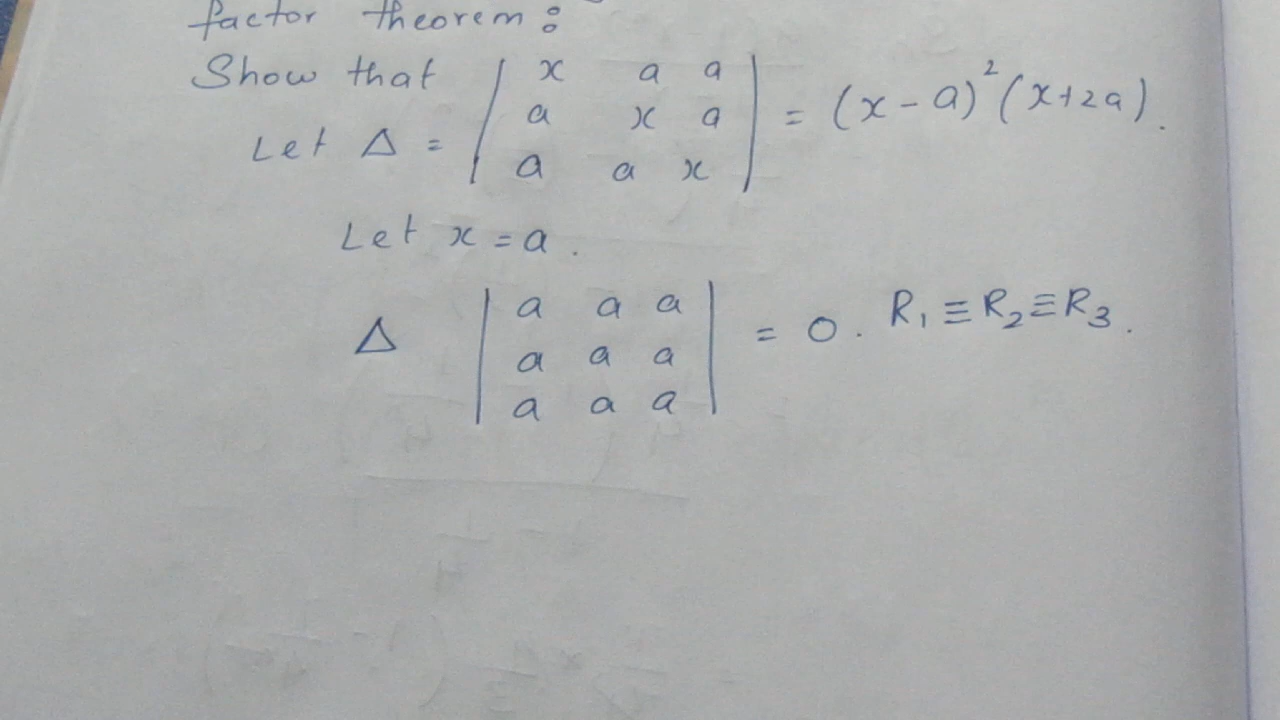 factor theorem:
Show that | x a a |
Let Δ = | a x a | = (x - a)² (x + 2a).
| a a x |
Let x = a.
| a a a |
Δ | a a a | = 0. R₁ ≡ R₂ ≡ R₃.
| a a a |